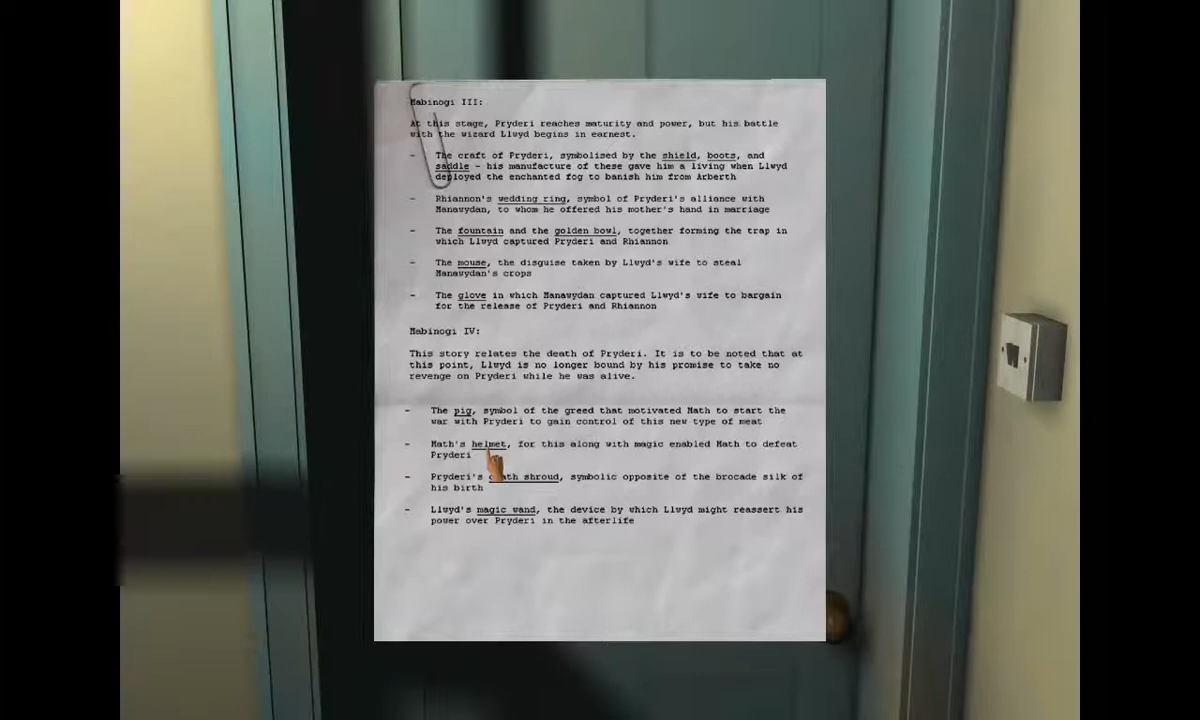 Mabinogi III:
At this stage, Pryderi reaches maturity and power, but his battle
with the wizard Llwyd begins in earnest.
- The craft of Pryderi, symbolised by the shield, boots, and
saddle - his manufacture of these gave him a living when Llwyd
deployed the enchanted fog to banish him from Arberth
- Rhiannon's wedding ring, symbol of Pryderi's alliance with
Manawydan, to whom he offered his mother's hand in marriage
- The fountain and the golden bowl, together forming the trap in
which Llwyd captured Pryderi and Rhiannon
- The mouse, the disguise taken by Llwyd's wife to steal
Manawydan's crops
- The glove in which Manawydan captured Llwyd's wife to bargain
for the release of Pryderi and Rhiannon
Mabinogi IV:
This story relates the death of Pryderi. It is to be noted that at
this point, Llwyd is no longer bound by his promise to take no
revenge on Pryderi while he was alive.
- The pig, symbol of the greed that motivated Math to start the
war with Pryderi to gain control of this new type of meat
- Math's helmet, for this along with magic enabled Math to defeat
Pryderi
- Pryderi's death shroud, symbolic opposite of the brocade silk of
his birth
- Llwyd's magic wand, the device by which Llwyd might reassert his
power over Pryderi in the afterlife